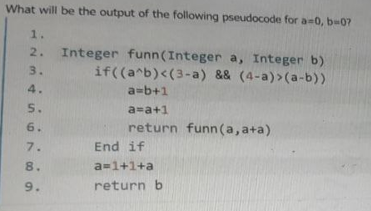 What will be the output of the following pseudocode for a=0, b=0?
1.
2. Integer funn(Integer a, Integer b)
3. if((a^b)<(3-a) && (4-a)>(a-b))
4. a=b+1
5. a=a+1
6. return funn(a,a+a)
7. End if
8. a=1+1+a
9. return b